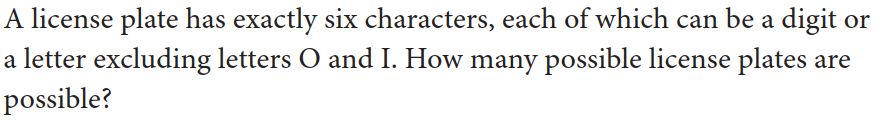 A license plate has exactly six characters, each of which can be a digit or
a letter excluding letters O and I. How many possible license plates are
possible?